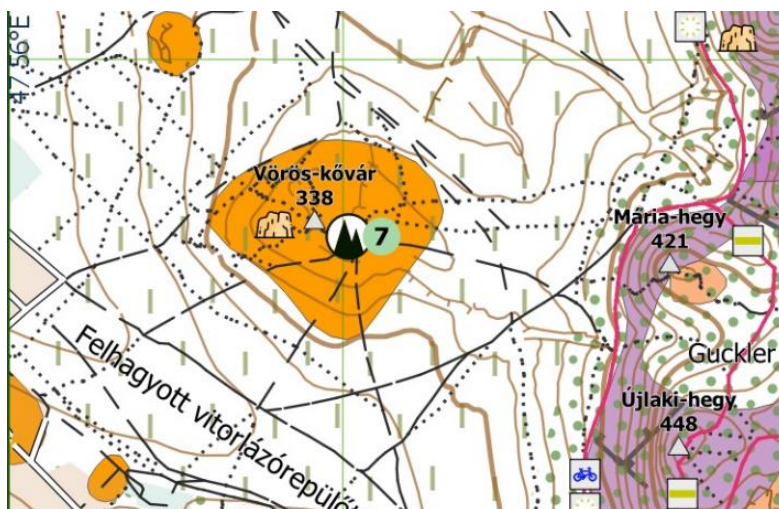 47.56°E
Vörös-kővár
338
7
Mária-hegy
421
Guckler
Újlaki-hegy
448
Felhagyott vitorlázórepülő